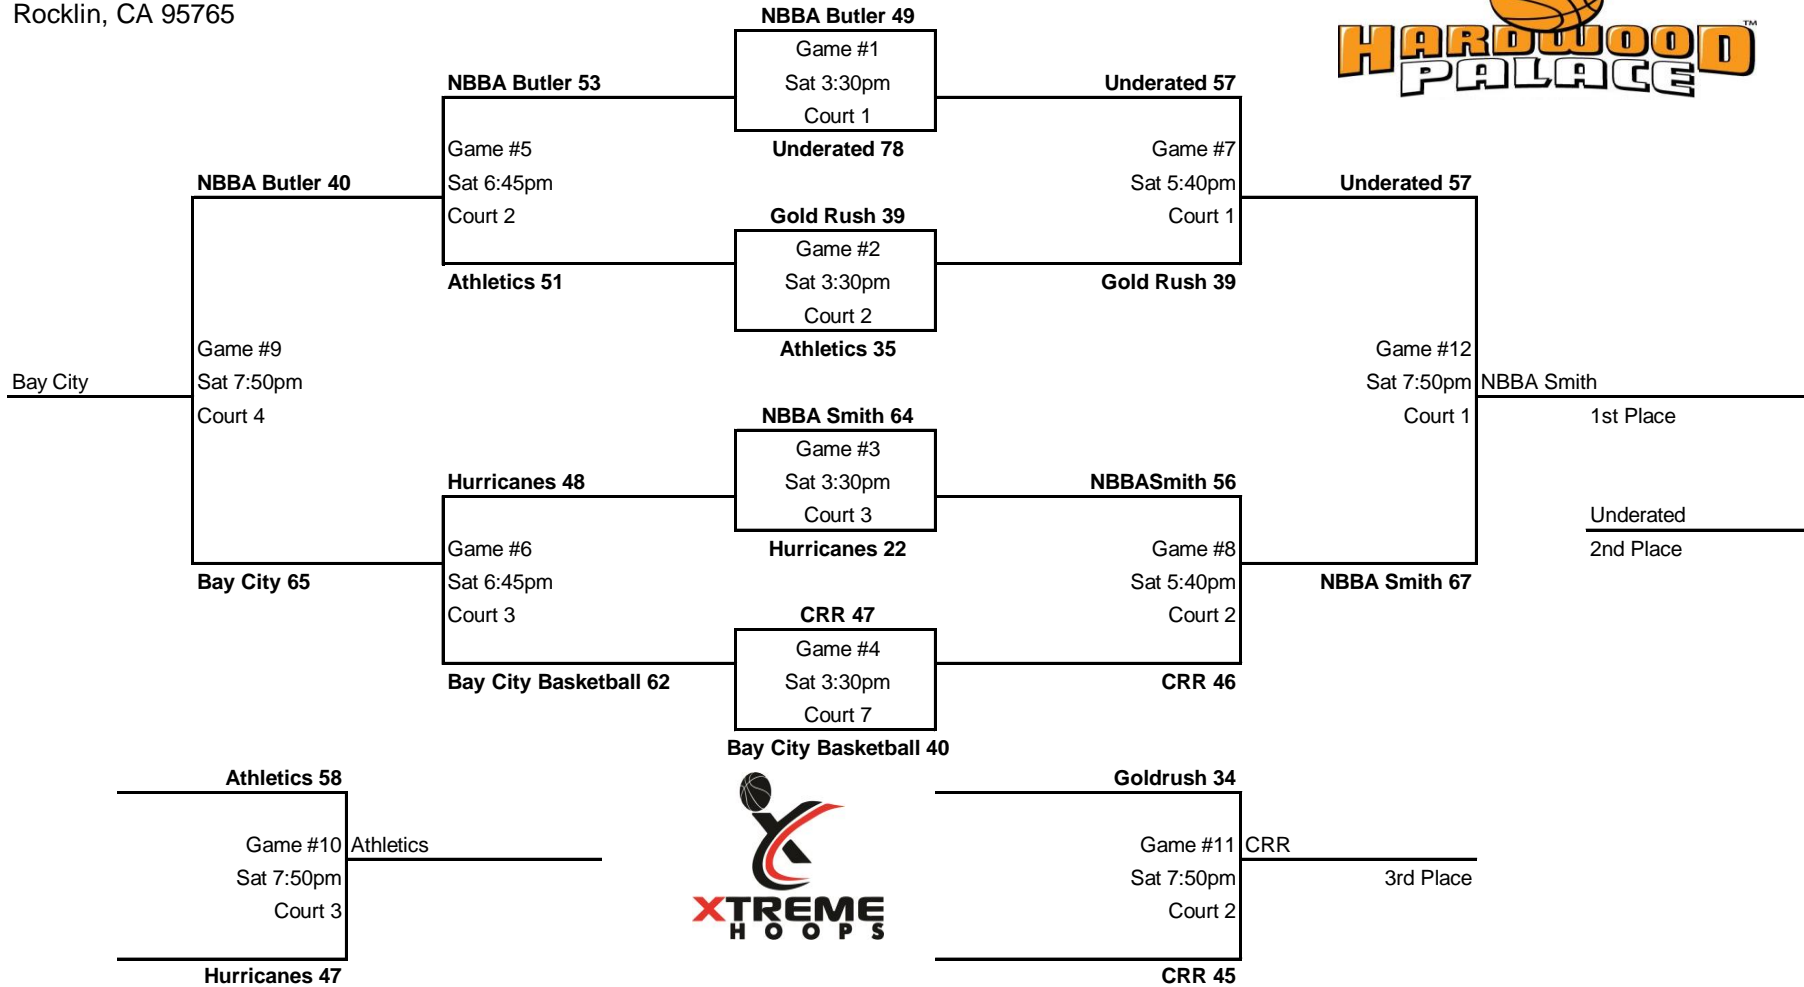 Rocklin, CA 95765
HARDWOOD
PALACE
TM
NBBA Butler 49
Game #1
Sat 3:30pm
Court 1
Underated 78
NBBA Butler 53
Game #5
Sat 6:45pm
Court 2
Athletics 51
Underated 57
Game #7
Sat 5:40pm
Court 1
Gold Rush 39
Gold Rush 39
Game #2
Sat 3:30pm
Court 2
Athletics 35
NBBA Butler 40
Game #9
Sat 7:50pm
Court 4
Bay City 65
Bay City
Underated 57
Game #12
Sat 7:50pm
Court 1
NBBA Smith 67
NBBA Smith
1st Place
Underated
2nd Place
NBBA Smith 64
Game #3
Sat 3:30pm
Court 3
Hurricanes 22
Hurricanes 48
Game #6
Sat 6:45pm
Court 3
Bay City Basketball 62
NBBASmith 56
Game #8
Sat 5:40pm
Court 2
CRR 46
CRR 47
Game #4
Sat 3:30pm
Court 7
Bay City Basketball 40
Athletics 58
Game #10
Sat 7:50pm
Court 3
Hurricanes 47
Athletics
XTREME
HOOPS
Goldrush 34
Game #11
Sat 7:50pm
Court 2
CRR 45
CRR
3rd Place